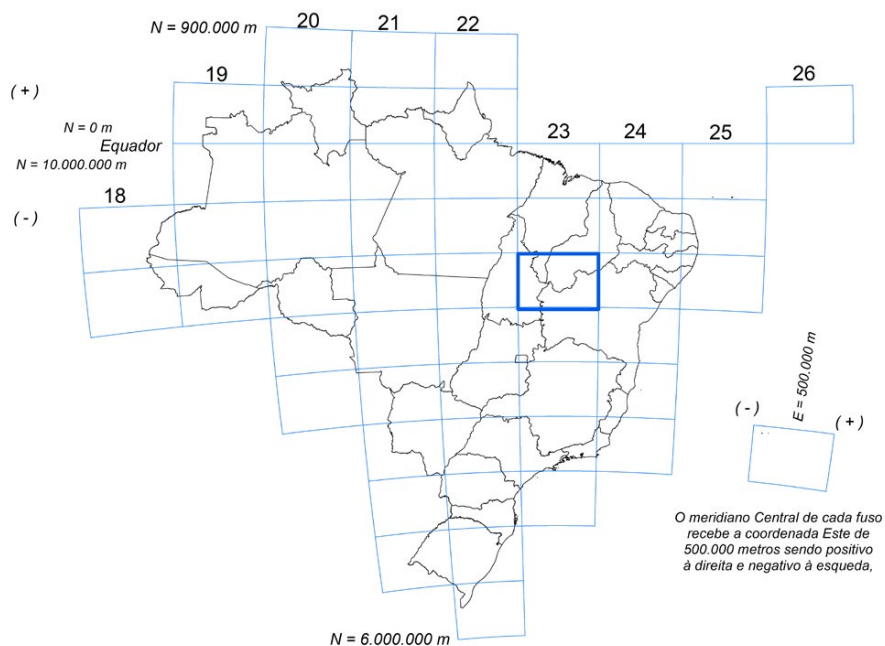 20
21
22
N = 900.000 m
19
26
( + )
N = 0 m
Equador
23
24
25
N = 10.000.000 m
18
( - )
E = 500.000 m
( - )
( + )
O meridiano Central de cada fuso
recebe a coordenada Este de
500.000 metros sendo positivo
à direita e negativo à esqueda,
N = 6.000.000 m